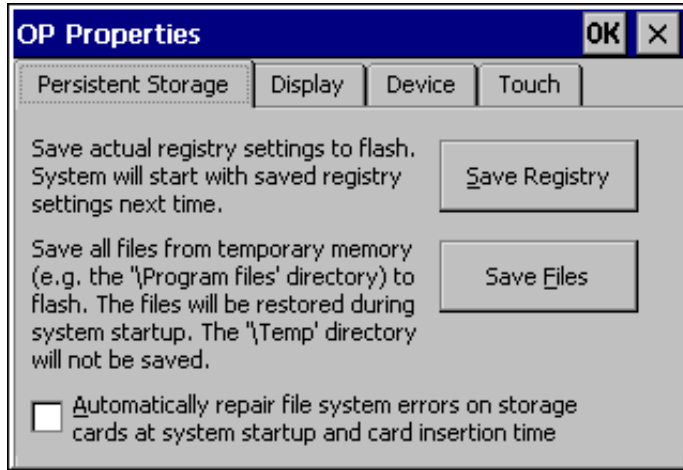 OP Properties OK ×
Persistent Storage Display Device Touch
Save actual registry settings to flash.
System will start with saved registry
settings next time.
Save Registry
Save all files from temporary memory
(e.g. the "\Program files' directory) to
flash. The files will be restored during
system startup. The "\Temp' directory
will not be saved.
Save Files
Automatically repair file system errors on storage
cards at system startup and card insertion time